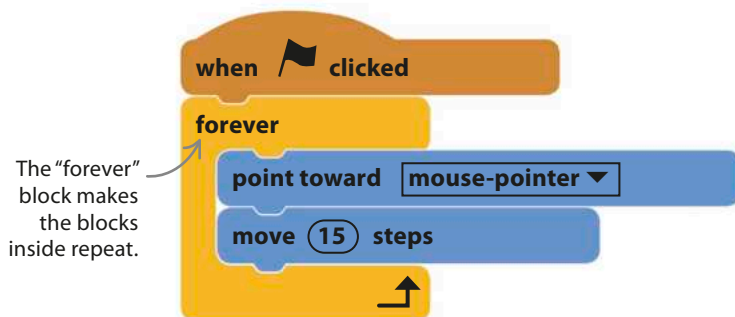 when clicked
forever
The “forever”
block makes
the blocks
inside repeat.
point toward mouse-pointer
move 15 steps